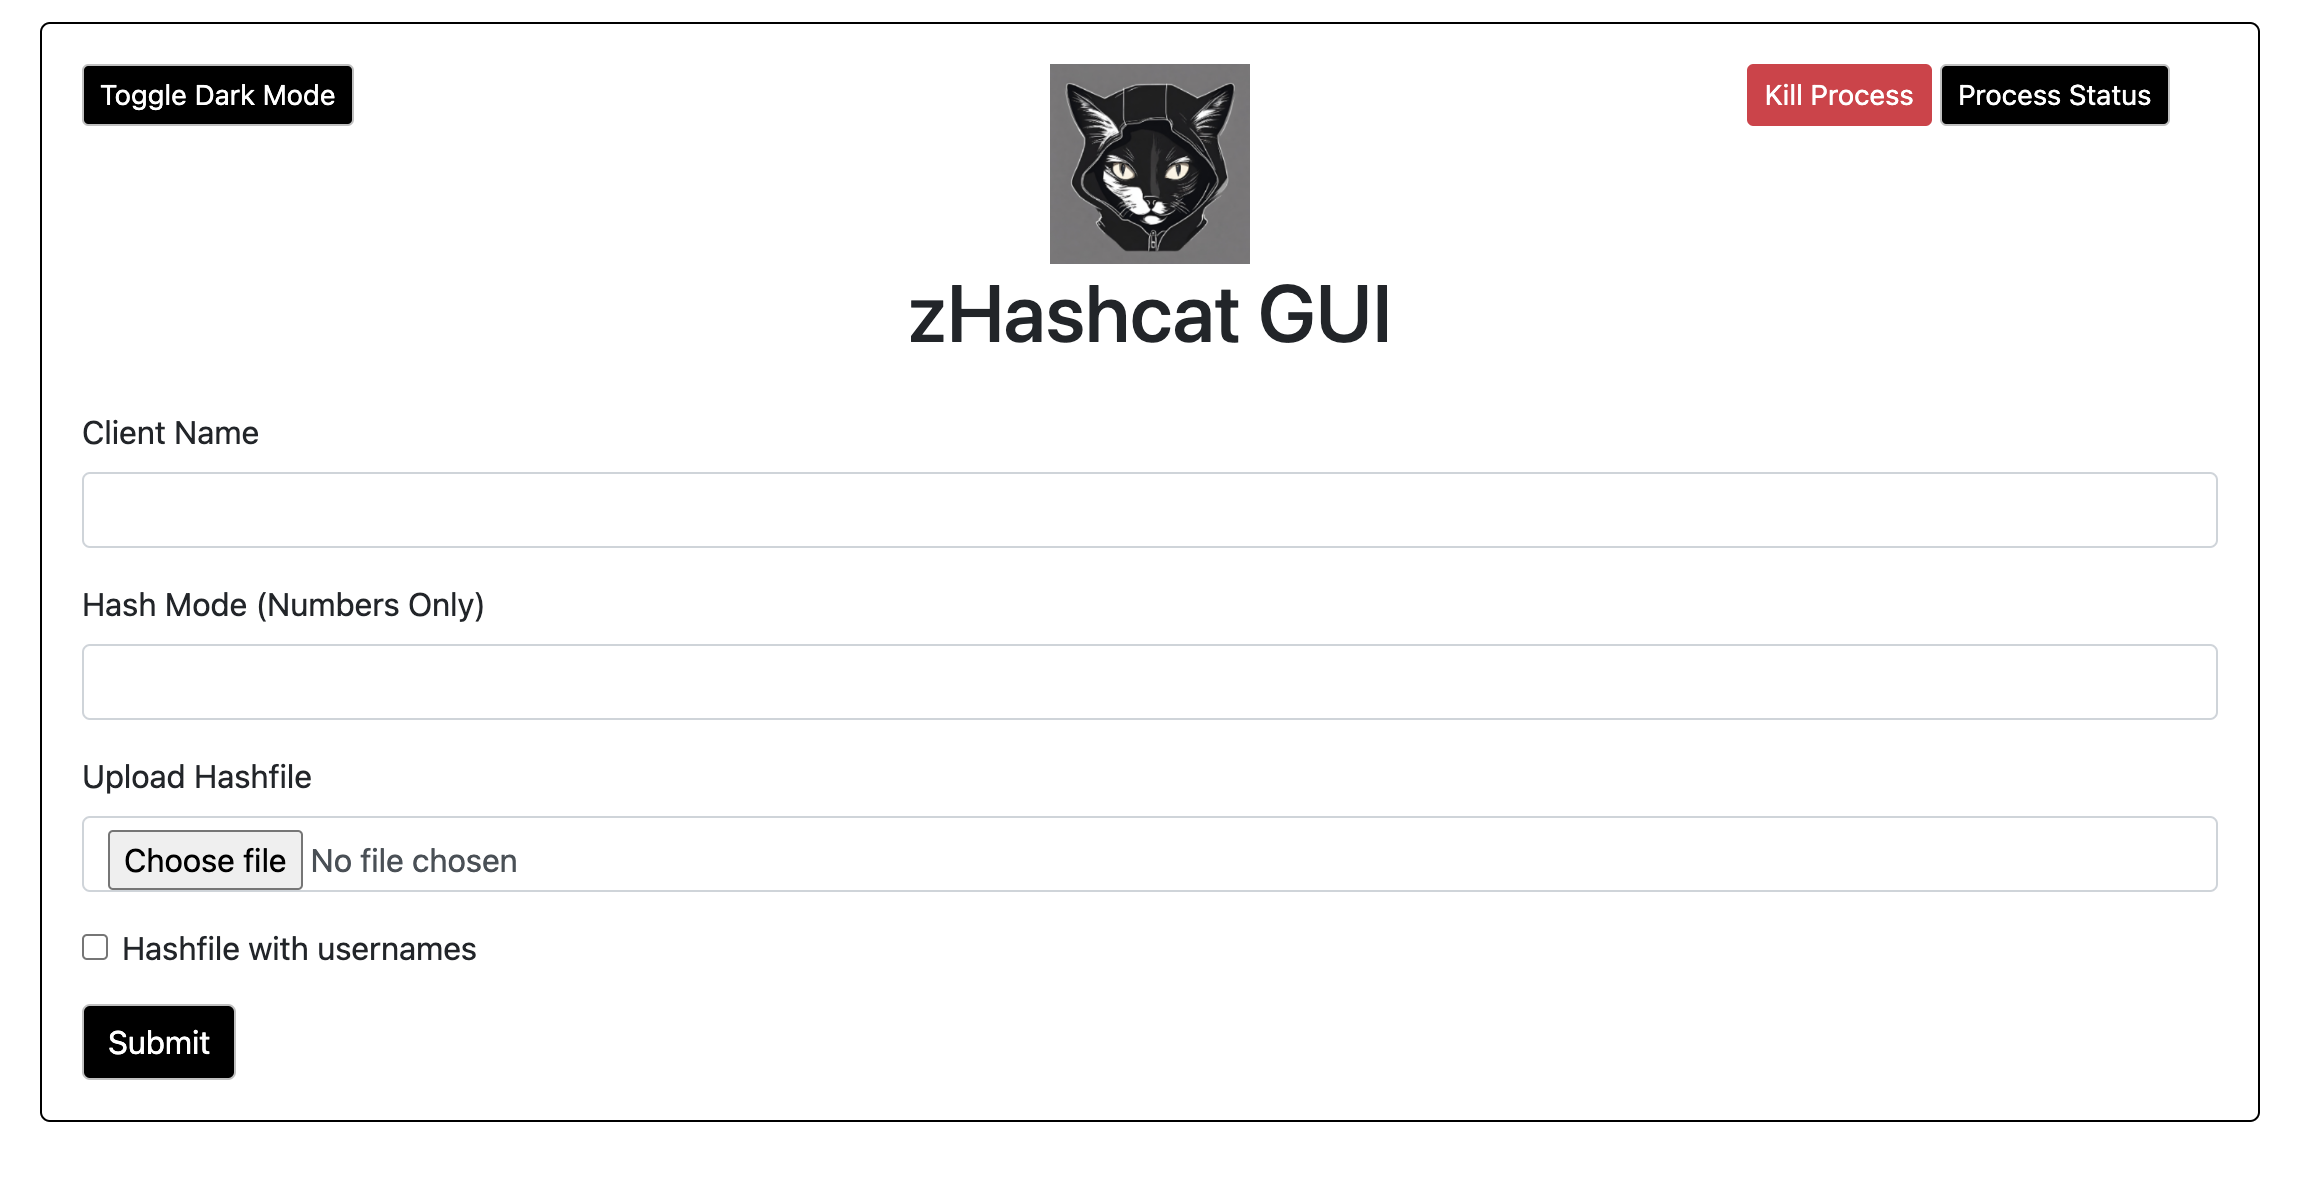 Toggle Dark Mode
Kill Process
Process Status
zHashcat GUI
Client Name
Hash Mode (Numbers Only)
Upload Hashfile
Choose file No file chosen
Hashfile with usernames
Submit